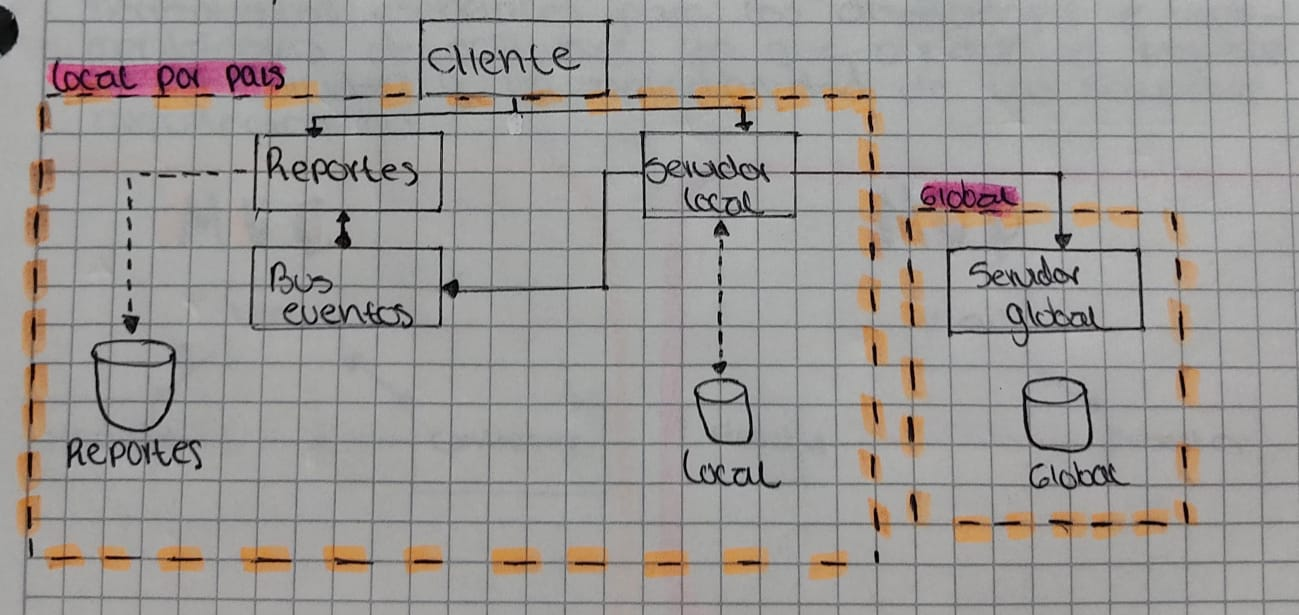 Cliente
Local por pais
Reportes
Servidor
Local
Global
Bus
eventos
Servidor
global
Reportes
Local
Global